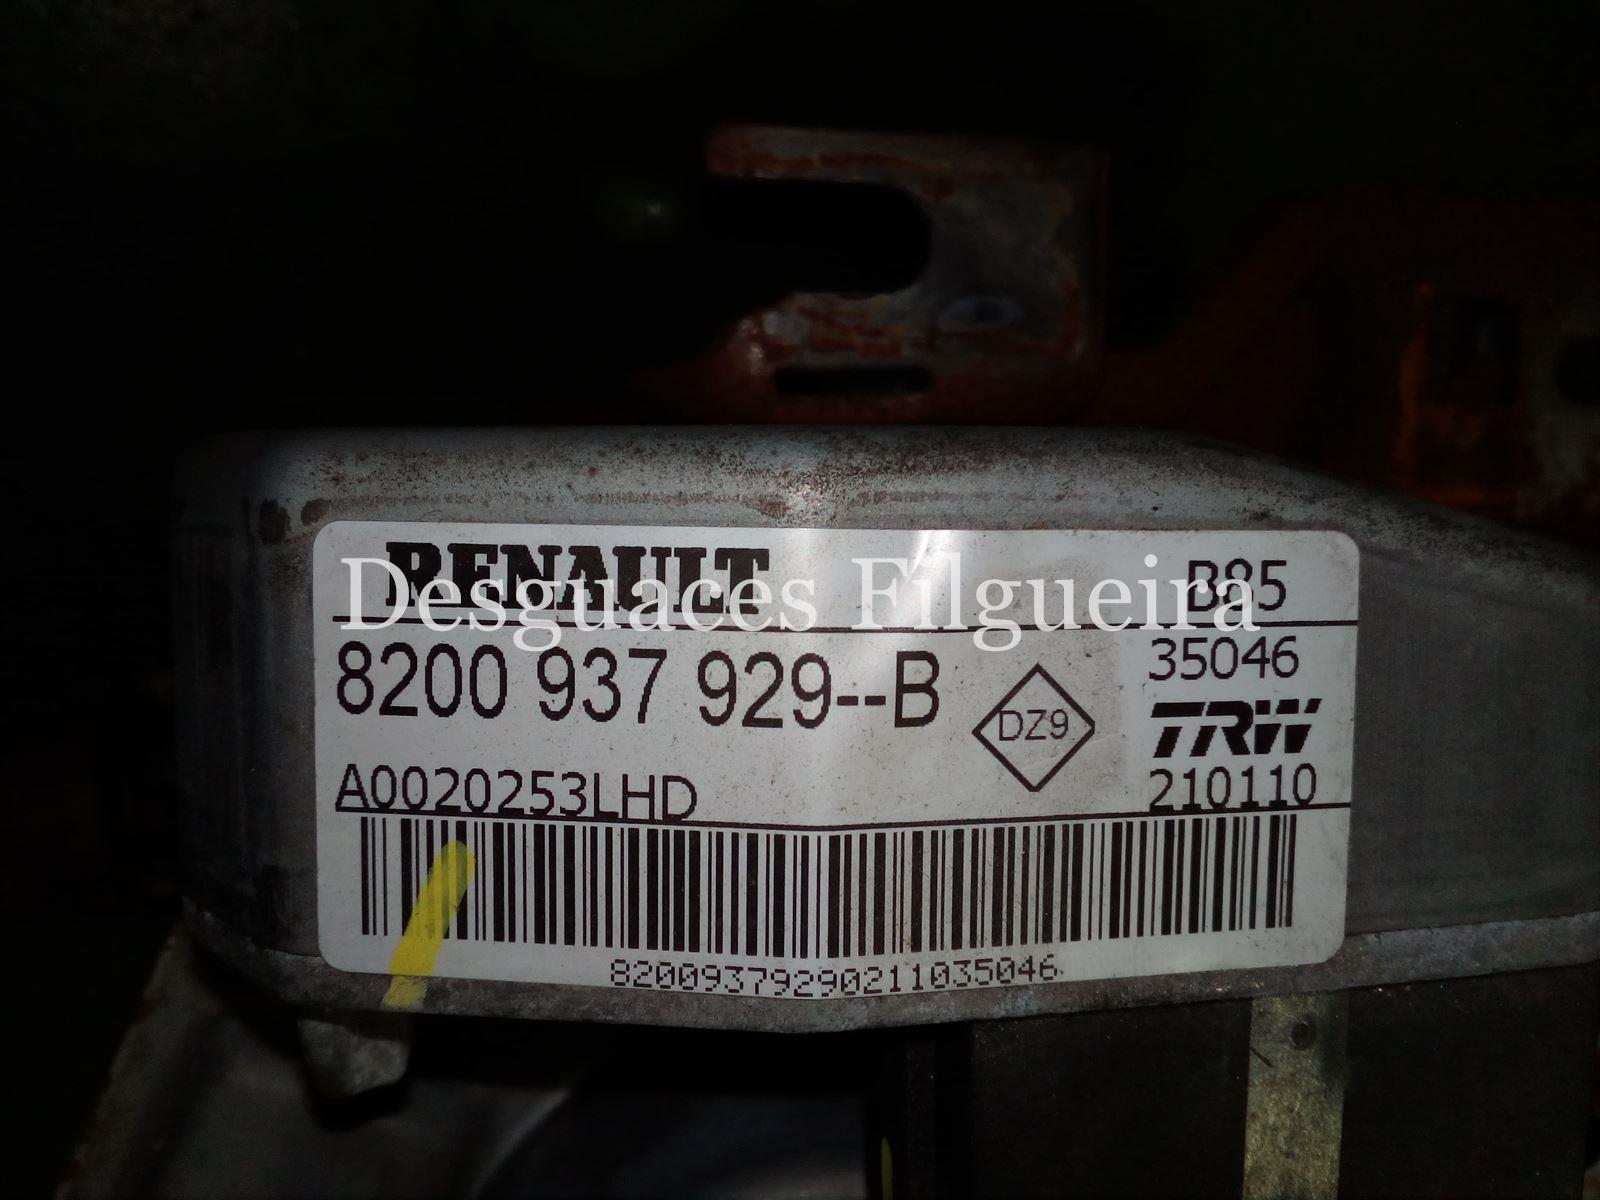 RENAULT B85
Desguaces Filgueira
8200 937 929--B
35046
DZ9
TRW
A0020253LHD
210110
82009379290211035046